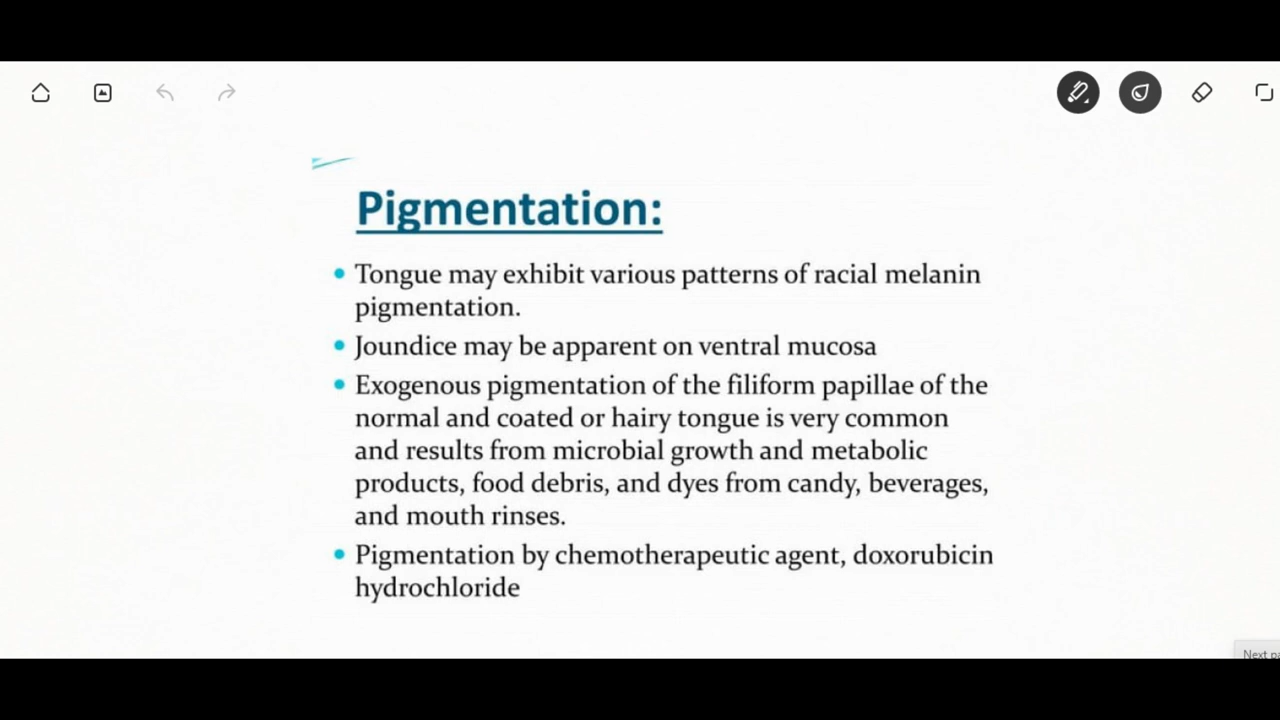 Pigmentation:
• Tongue may exhibit various patterns of racial melanin
pigmentation.
• Joundice may be apparent on ventral mucosa
• Exogenous pigmentation of the filiform papillae of the
normal and coated or hairy tongue is very common
and results from microbial growth and metabolic
products, food debris, and dyes from candy, beverages,
and mouth rinses.
• Pigmentation by chemotherapeutic agent, doxorubicin
hydrochloride
Next